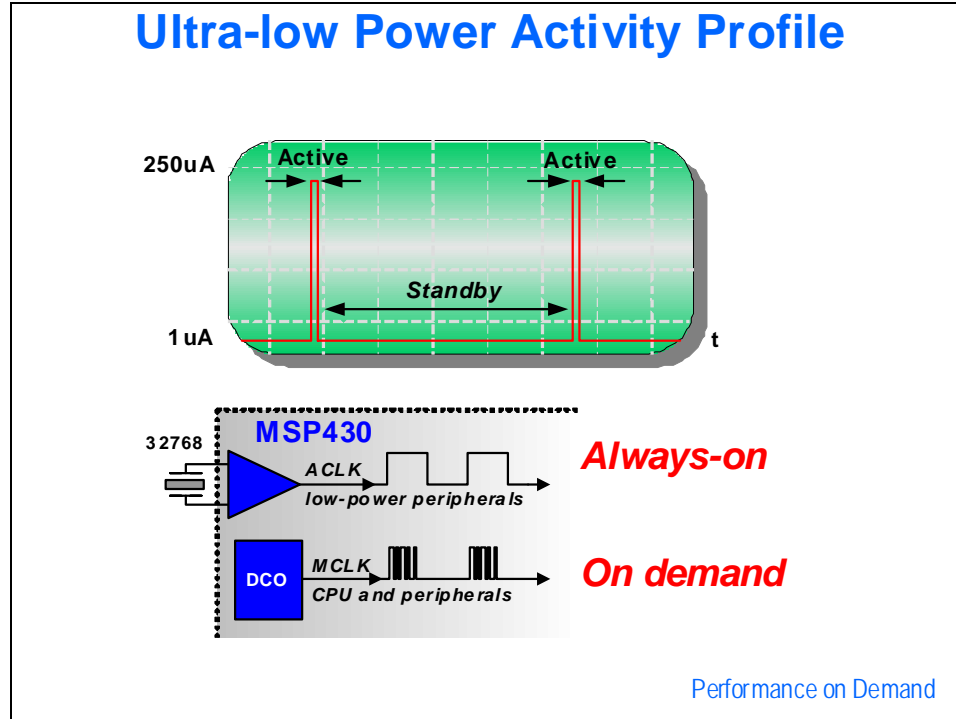 Ultra-low Power Activity Profile
250uA
Active
Active
Standby
1uA
t
MSP430
32768
ACLK
low-power peripherals
Always-on
DCO
MCLK
CPU and peripherals
On demand
Performance on Demand